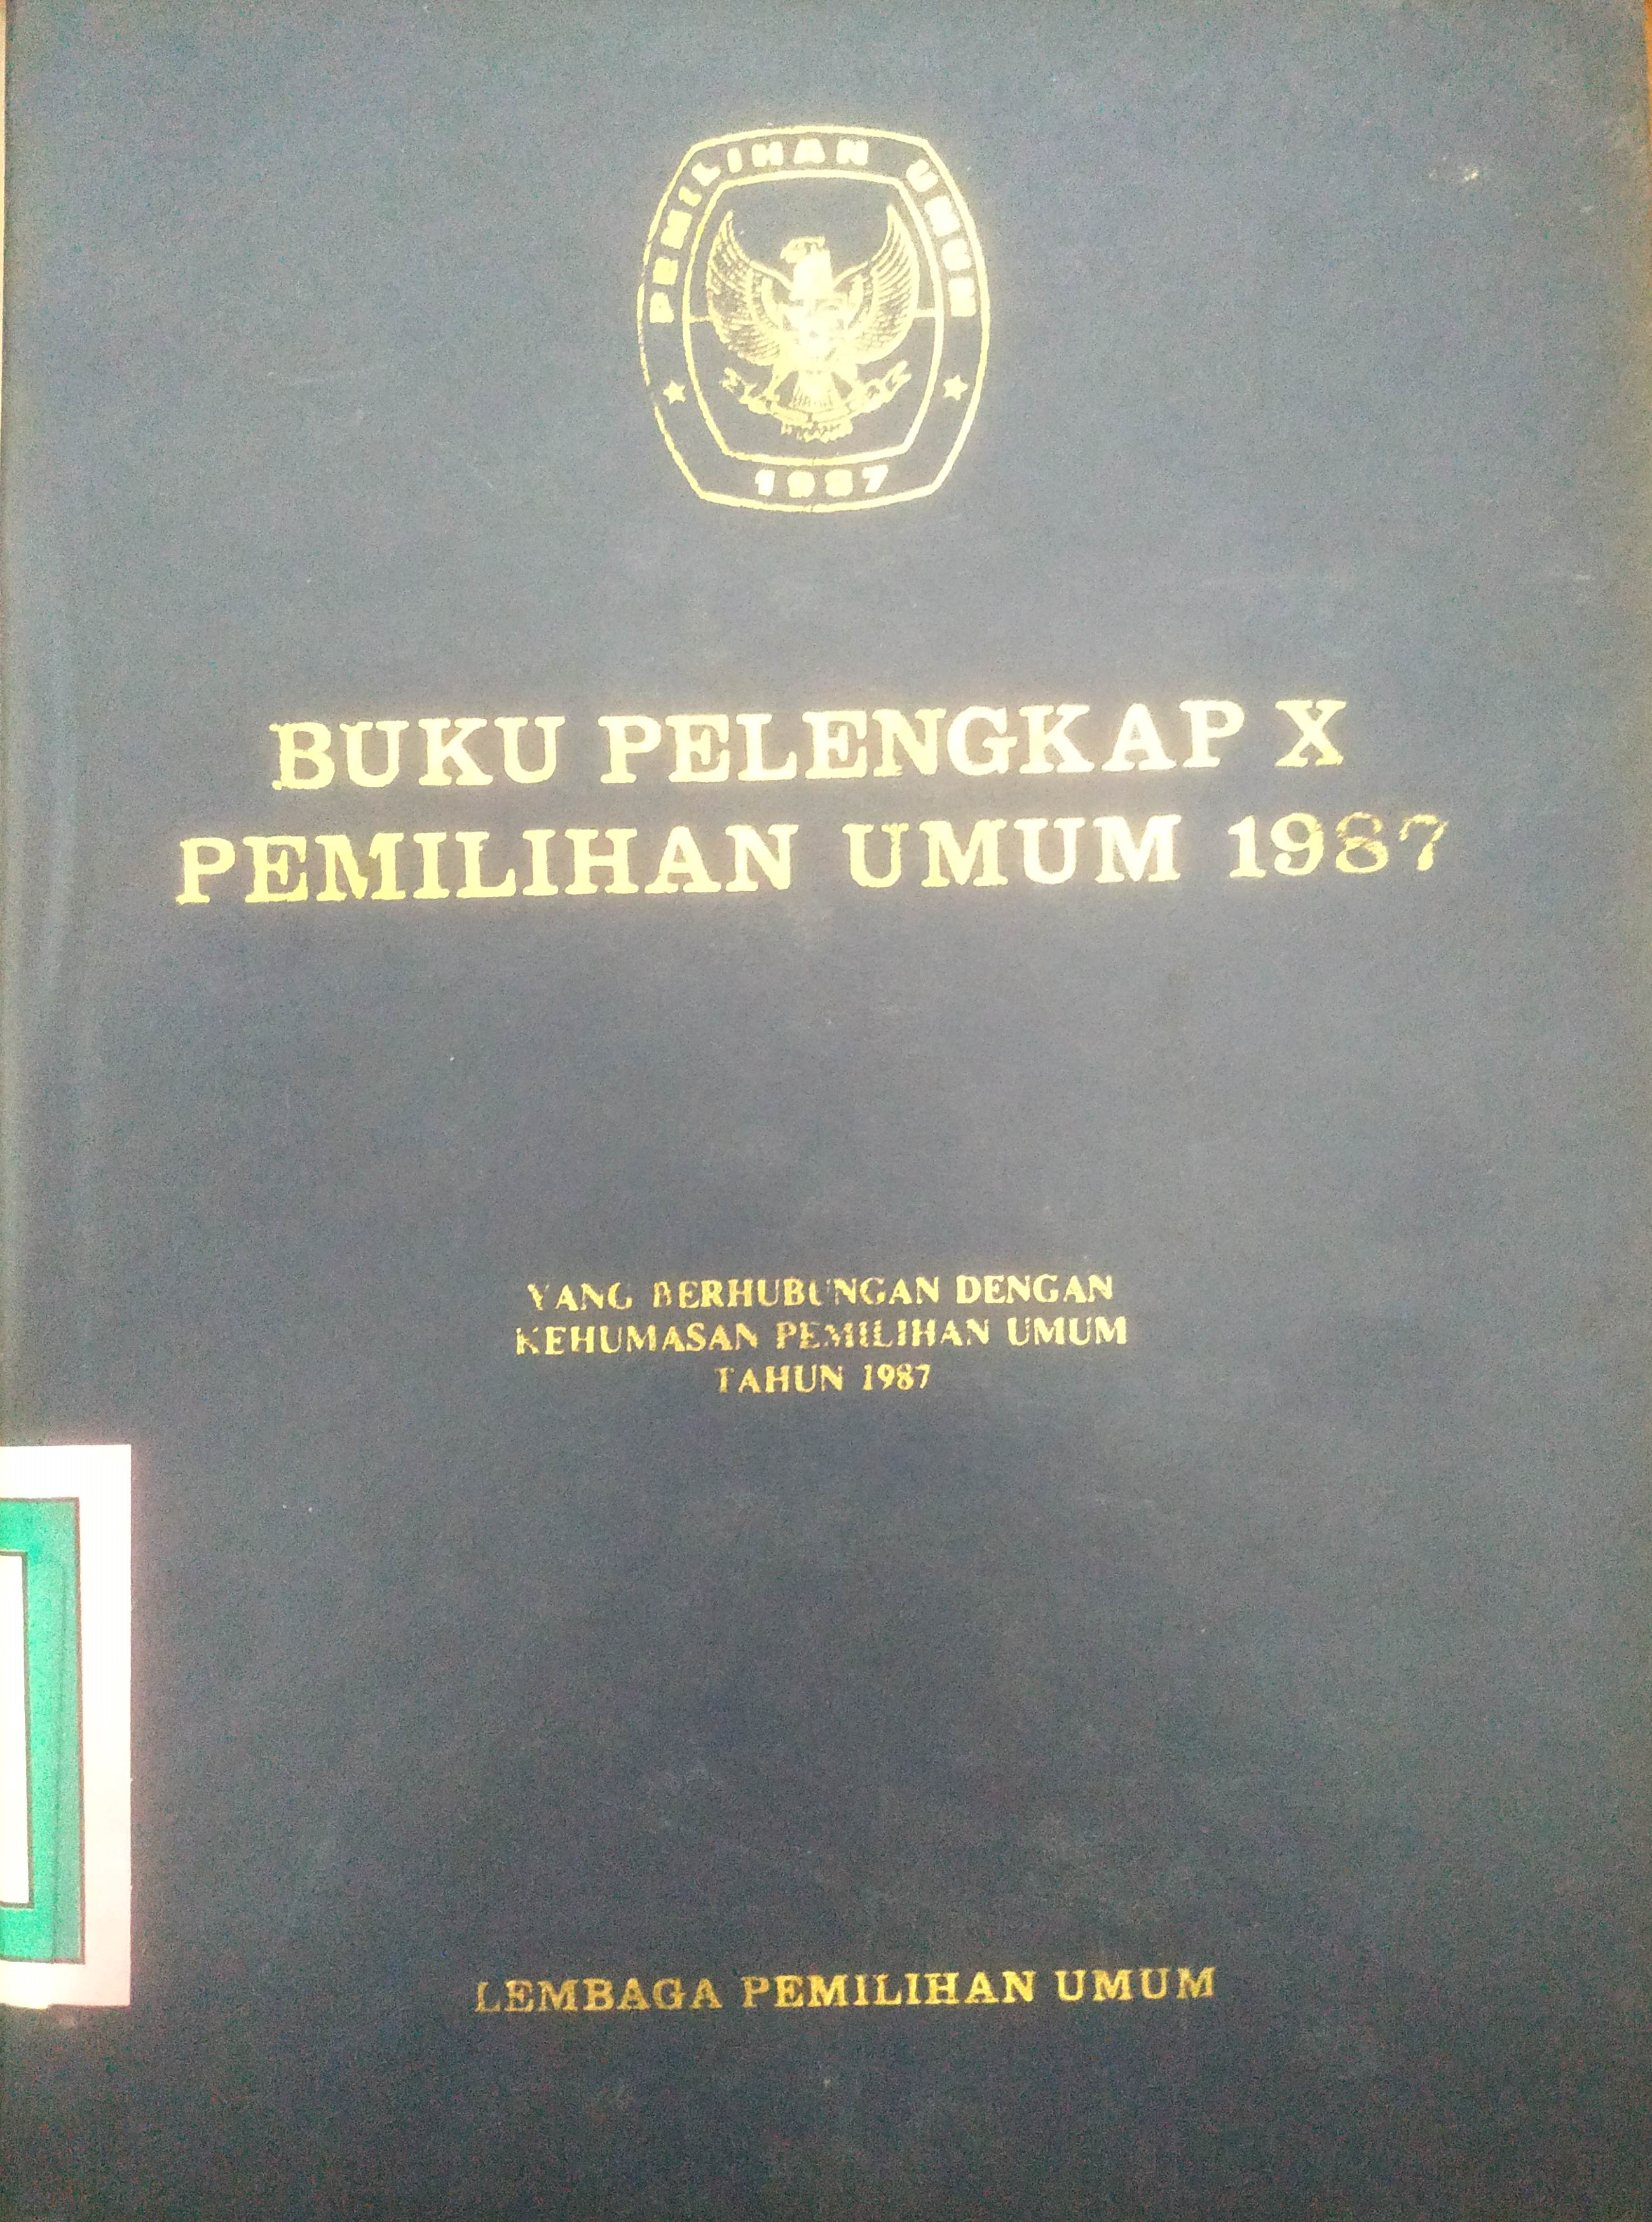 PEMILIHAN UMUM
1987
BUKU PELENGKAP X
PEMILIHAN UMUM 1987
YANG BERHUBUNGAN DENGAN
KEHUMASAN PEMILIHAN UMUM
TAHUN 1987
LEMBAGA PEMILIHAN UMUM